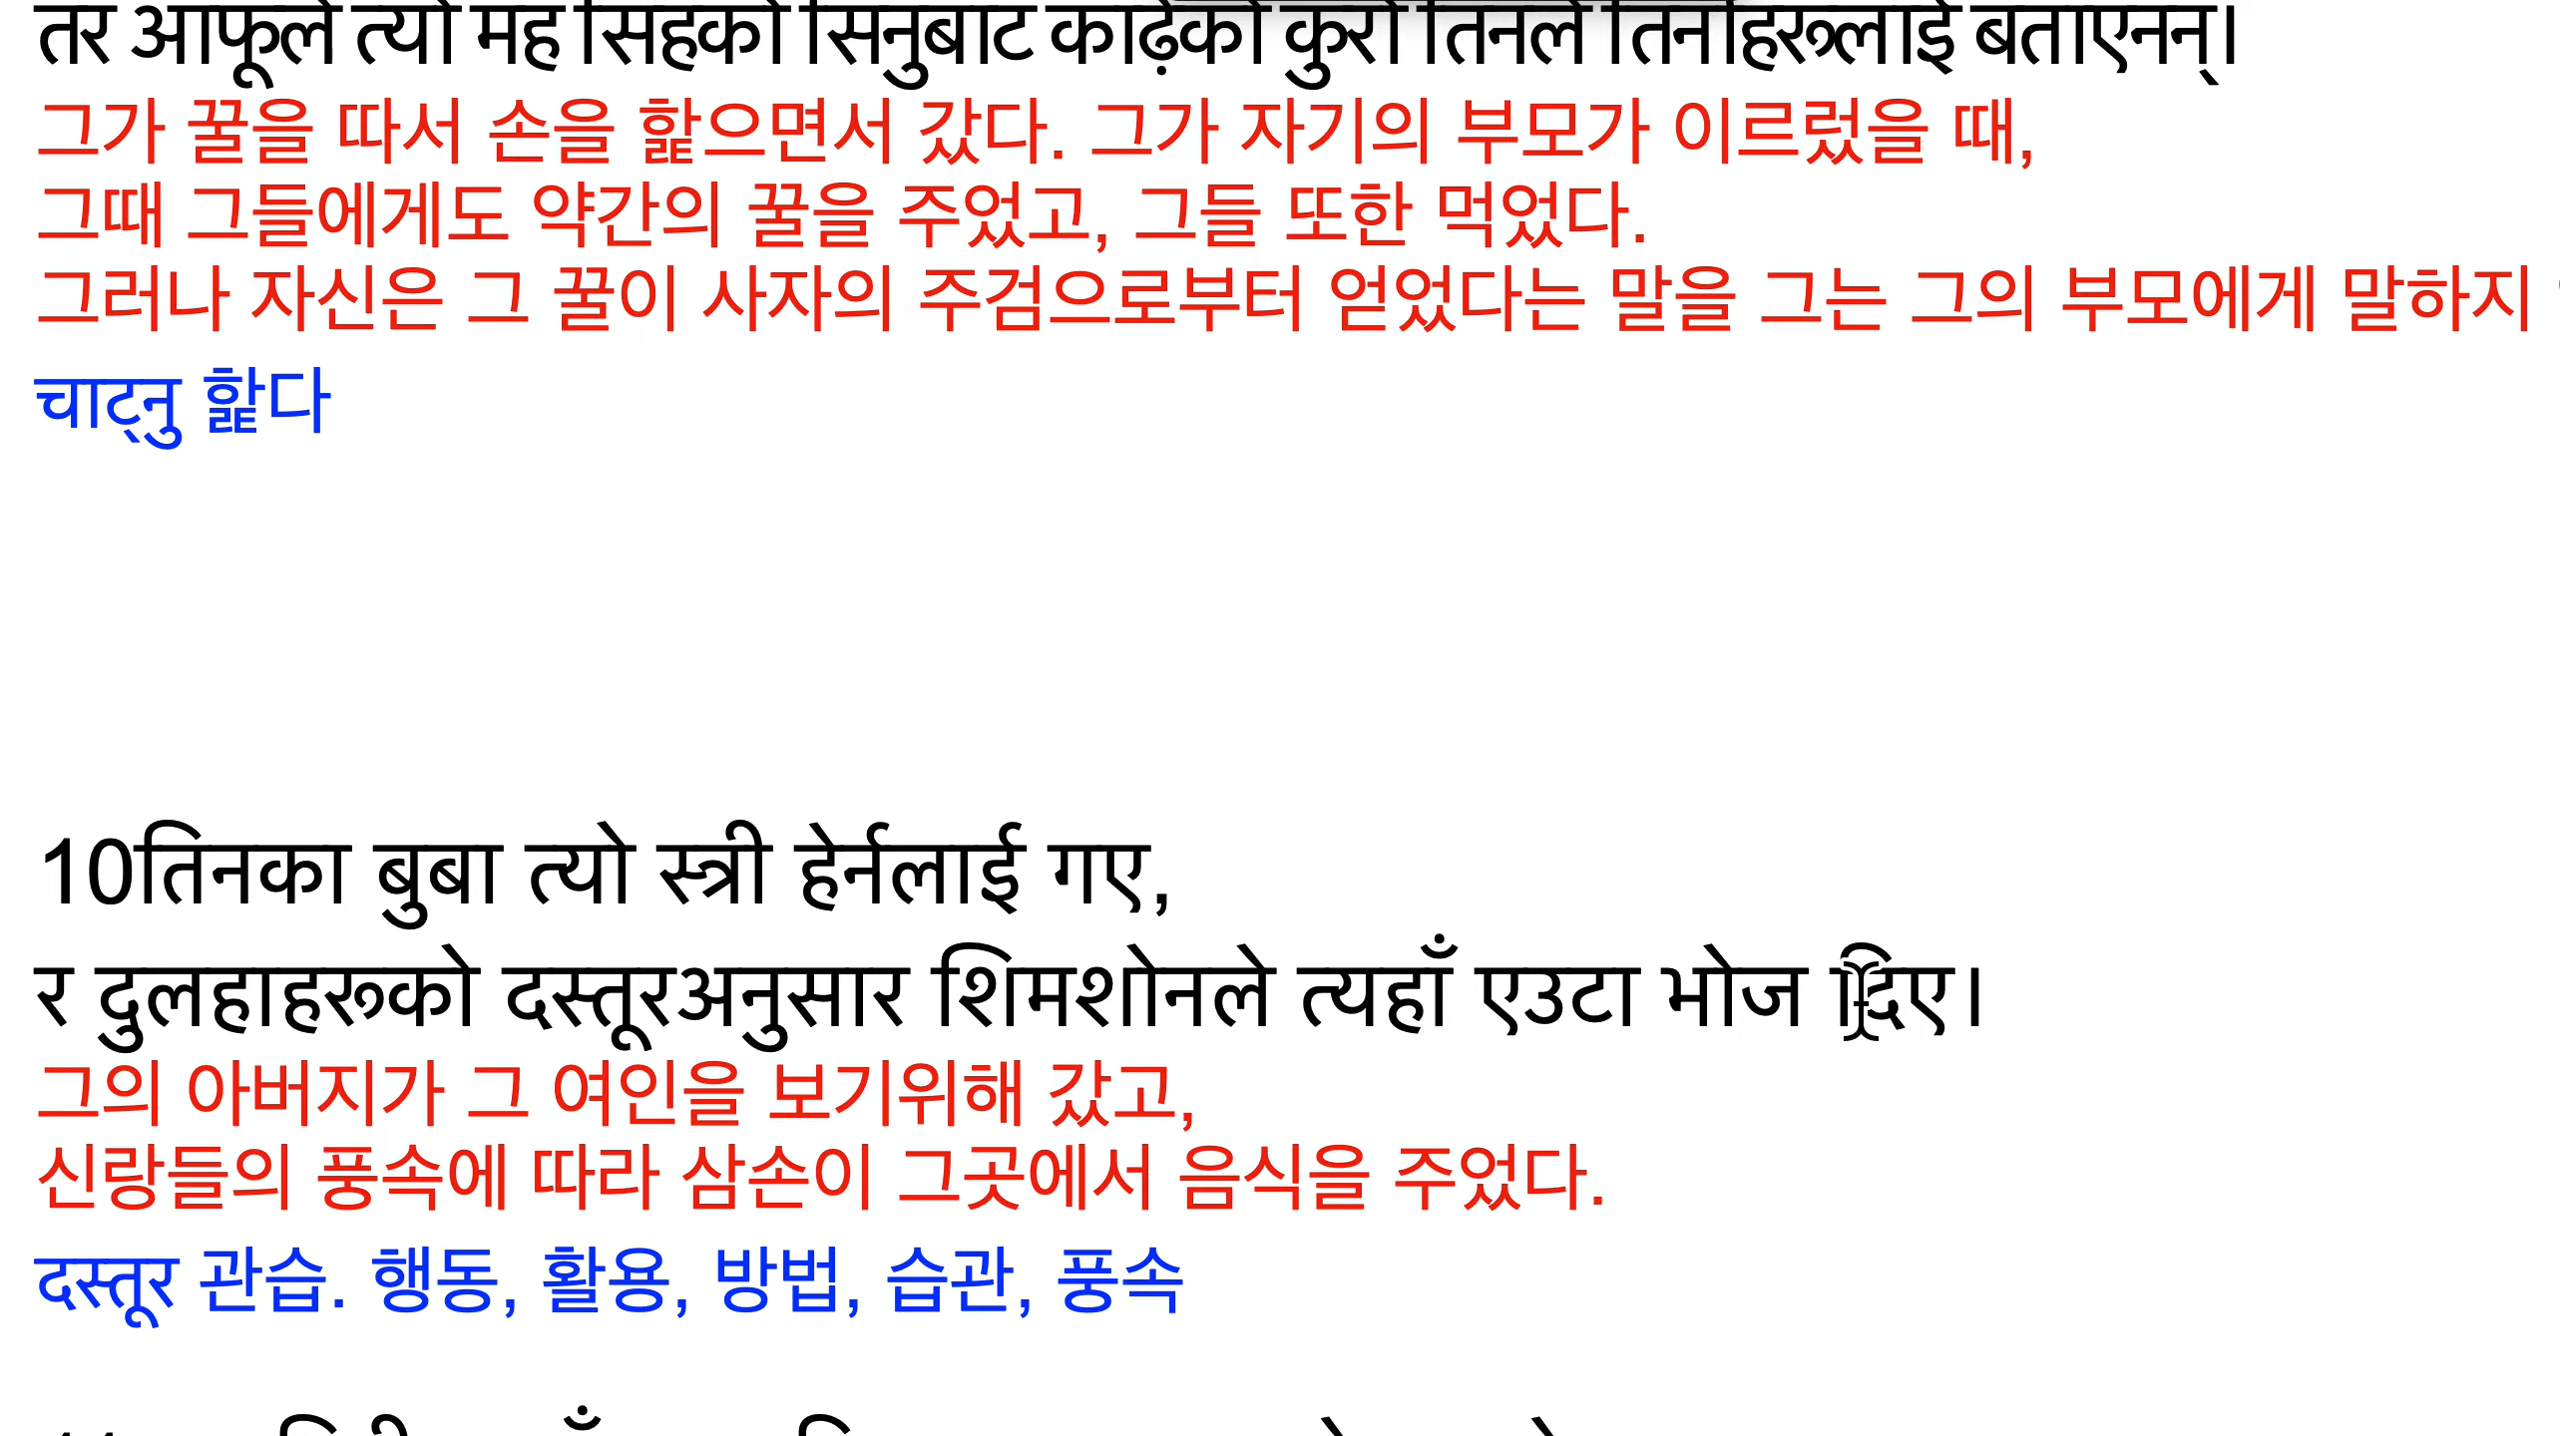 तर आफूले त्यो मह सिंहको सिनुबाट काढ़ेको कुरो तिनले तिनीहरूलाई बताएनन्।
그가 꿀을 따서 손을 핥으면서 갔다. 그가 자기의 부모가 이르렀을 때,
그때 그들에게도 약간의 꿀을 주었고, 그들 또한 먹었다.
그러나 자신은 그 꿀이 사자의 주검으로부터 얻었다는 말을 그는 그의 부모에게 말하지
चाट्नु 핥다
10तिनका बुबा त्यो स्त्री हेर्नलाई गए,
र दुलहाहरूको दस्तूरअनुसार शिमशोनले त्यहाँ एउटा भोज दिए।
그의 아버지가 그 여인을 보기위해 갔고,
신랑들의 풍속에 따라 삼손이 그곳에서 음식을 주었다.
दस्तूर 관습. 행동, 활용, 방법, 습관, 풍속